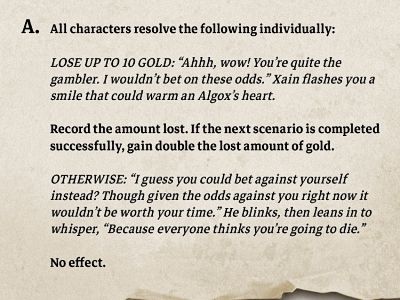 A. All characters resolve the following individually:
LOSE UP TO 10 GOLD: “Ahhh, wow! You’re quite the
gambler. I wouldn’t bet on these odds.” Xain flashes you a
smile that could warm an Algox’s heart.
Record the amount lost. If the next scenario is completed
successfully, gain double the lost amount of gold.
OTHERWISE: “I guess you could bet against yourself
instead? Though given the odds against you right now it
wouldn’t be worth your time.” He blinks, then leans in to
whisper, “Because everyone thinks you’re going to die.”
No effect.